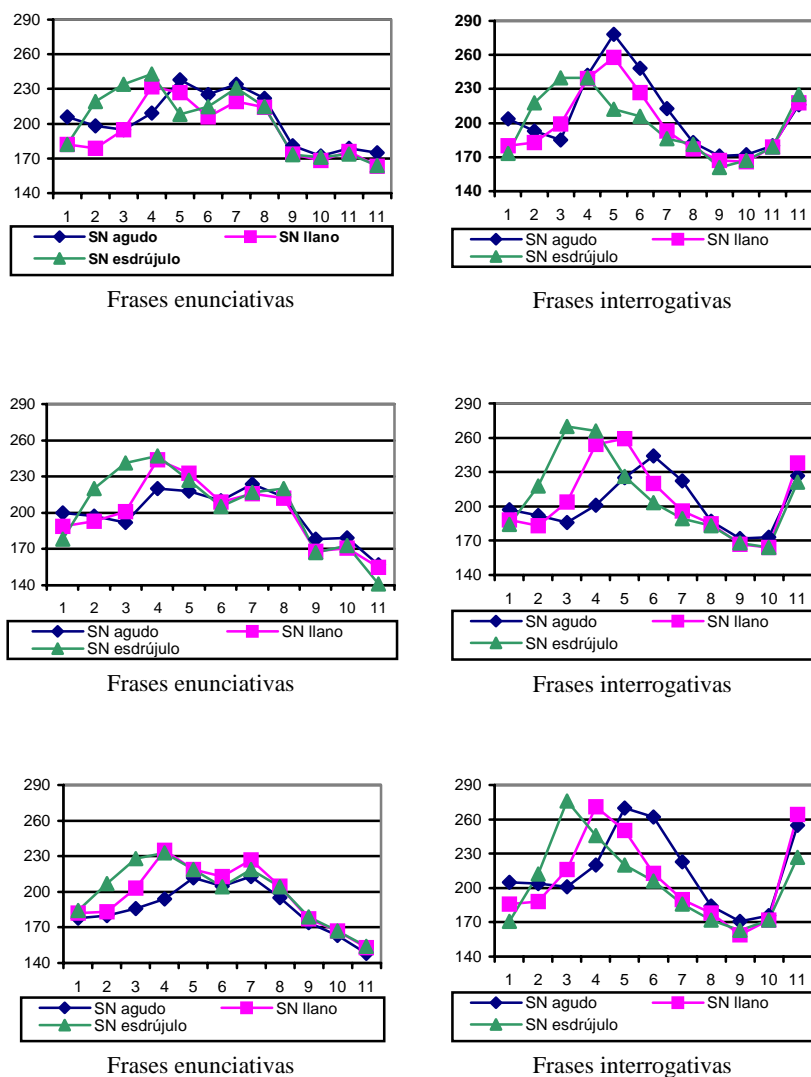 290
260
230
200
170
140
1 2 3 4 5 6 7 8 9 10 11 11
SN agudo SN llano
SN esdrújulo
Frases enunciativas
290
260
230
200
170
140
1 2 3 4 5 6 7 8 9 10 11 11
SN agudo SN llano
SN esdrújulo
Frases interrogativas
290
260
230
200
170
140
1 2 3 4 5 6 7 8 9 10 11
SN agudo SN llano
SN esdrújulo
Frases enunciativas
290
260
230
200
170
140
1 2 3 4 5 6 7 8 9 10 11
SN agudo SN llano
SN esdrújulo
Frases interrogativas
290
260
230
200
170
140
1 2 3 4 5 6 7 8 9 10 11
SN agudo SN llano
SN esdrújulo
Frases enunciativas
290
260
230
200
170
140
1 2 3 4 5 6 7 8 9 10 11
SN agudo SN llano
SN esdrújulo
Frases interrogativas